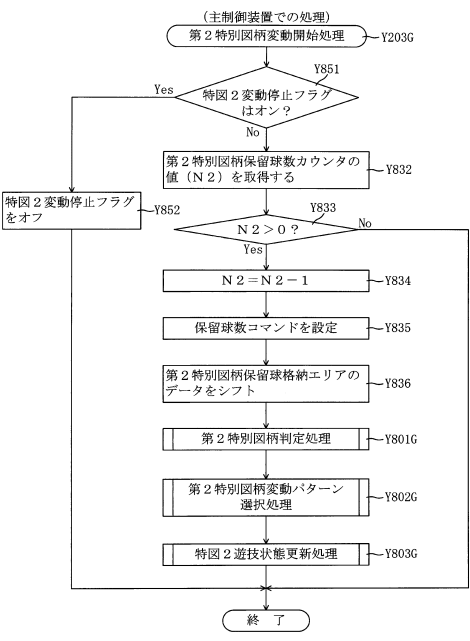 （主制御装置での処理）
第２特別図柄変動開始処理
Y203G
Y851
特図２変動停止フラグ
はオン？
Yes
No
第２特別図柄保留球数カウンタの
値（Ｎ２）を取得する
Y832
特図２変動停止フラグ
をオフ
Y852
Y833
Ｎ２＞０？
No
Yes
Ｎ２＝Ｎ２－１
Y834
保留球数コマンドを設定
Y835
第２特別図柄保留球格納エリアの
データをシフト
Y836
第２特別図柄判定処理
Y801G
第２特別図柄変動パターン
選択処理
Y802G
特図２遊技状態更新処理
Y803G
終　了